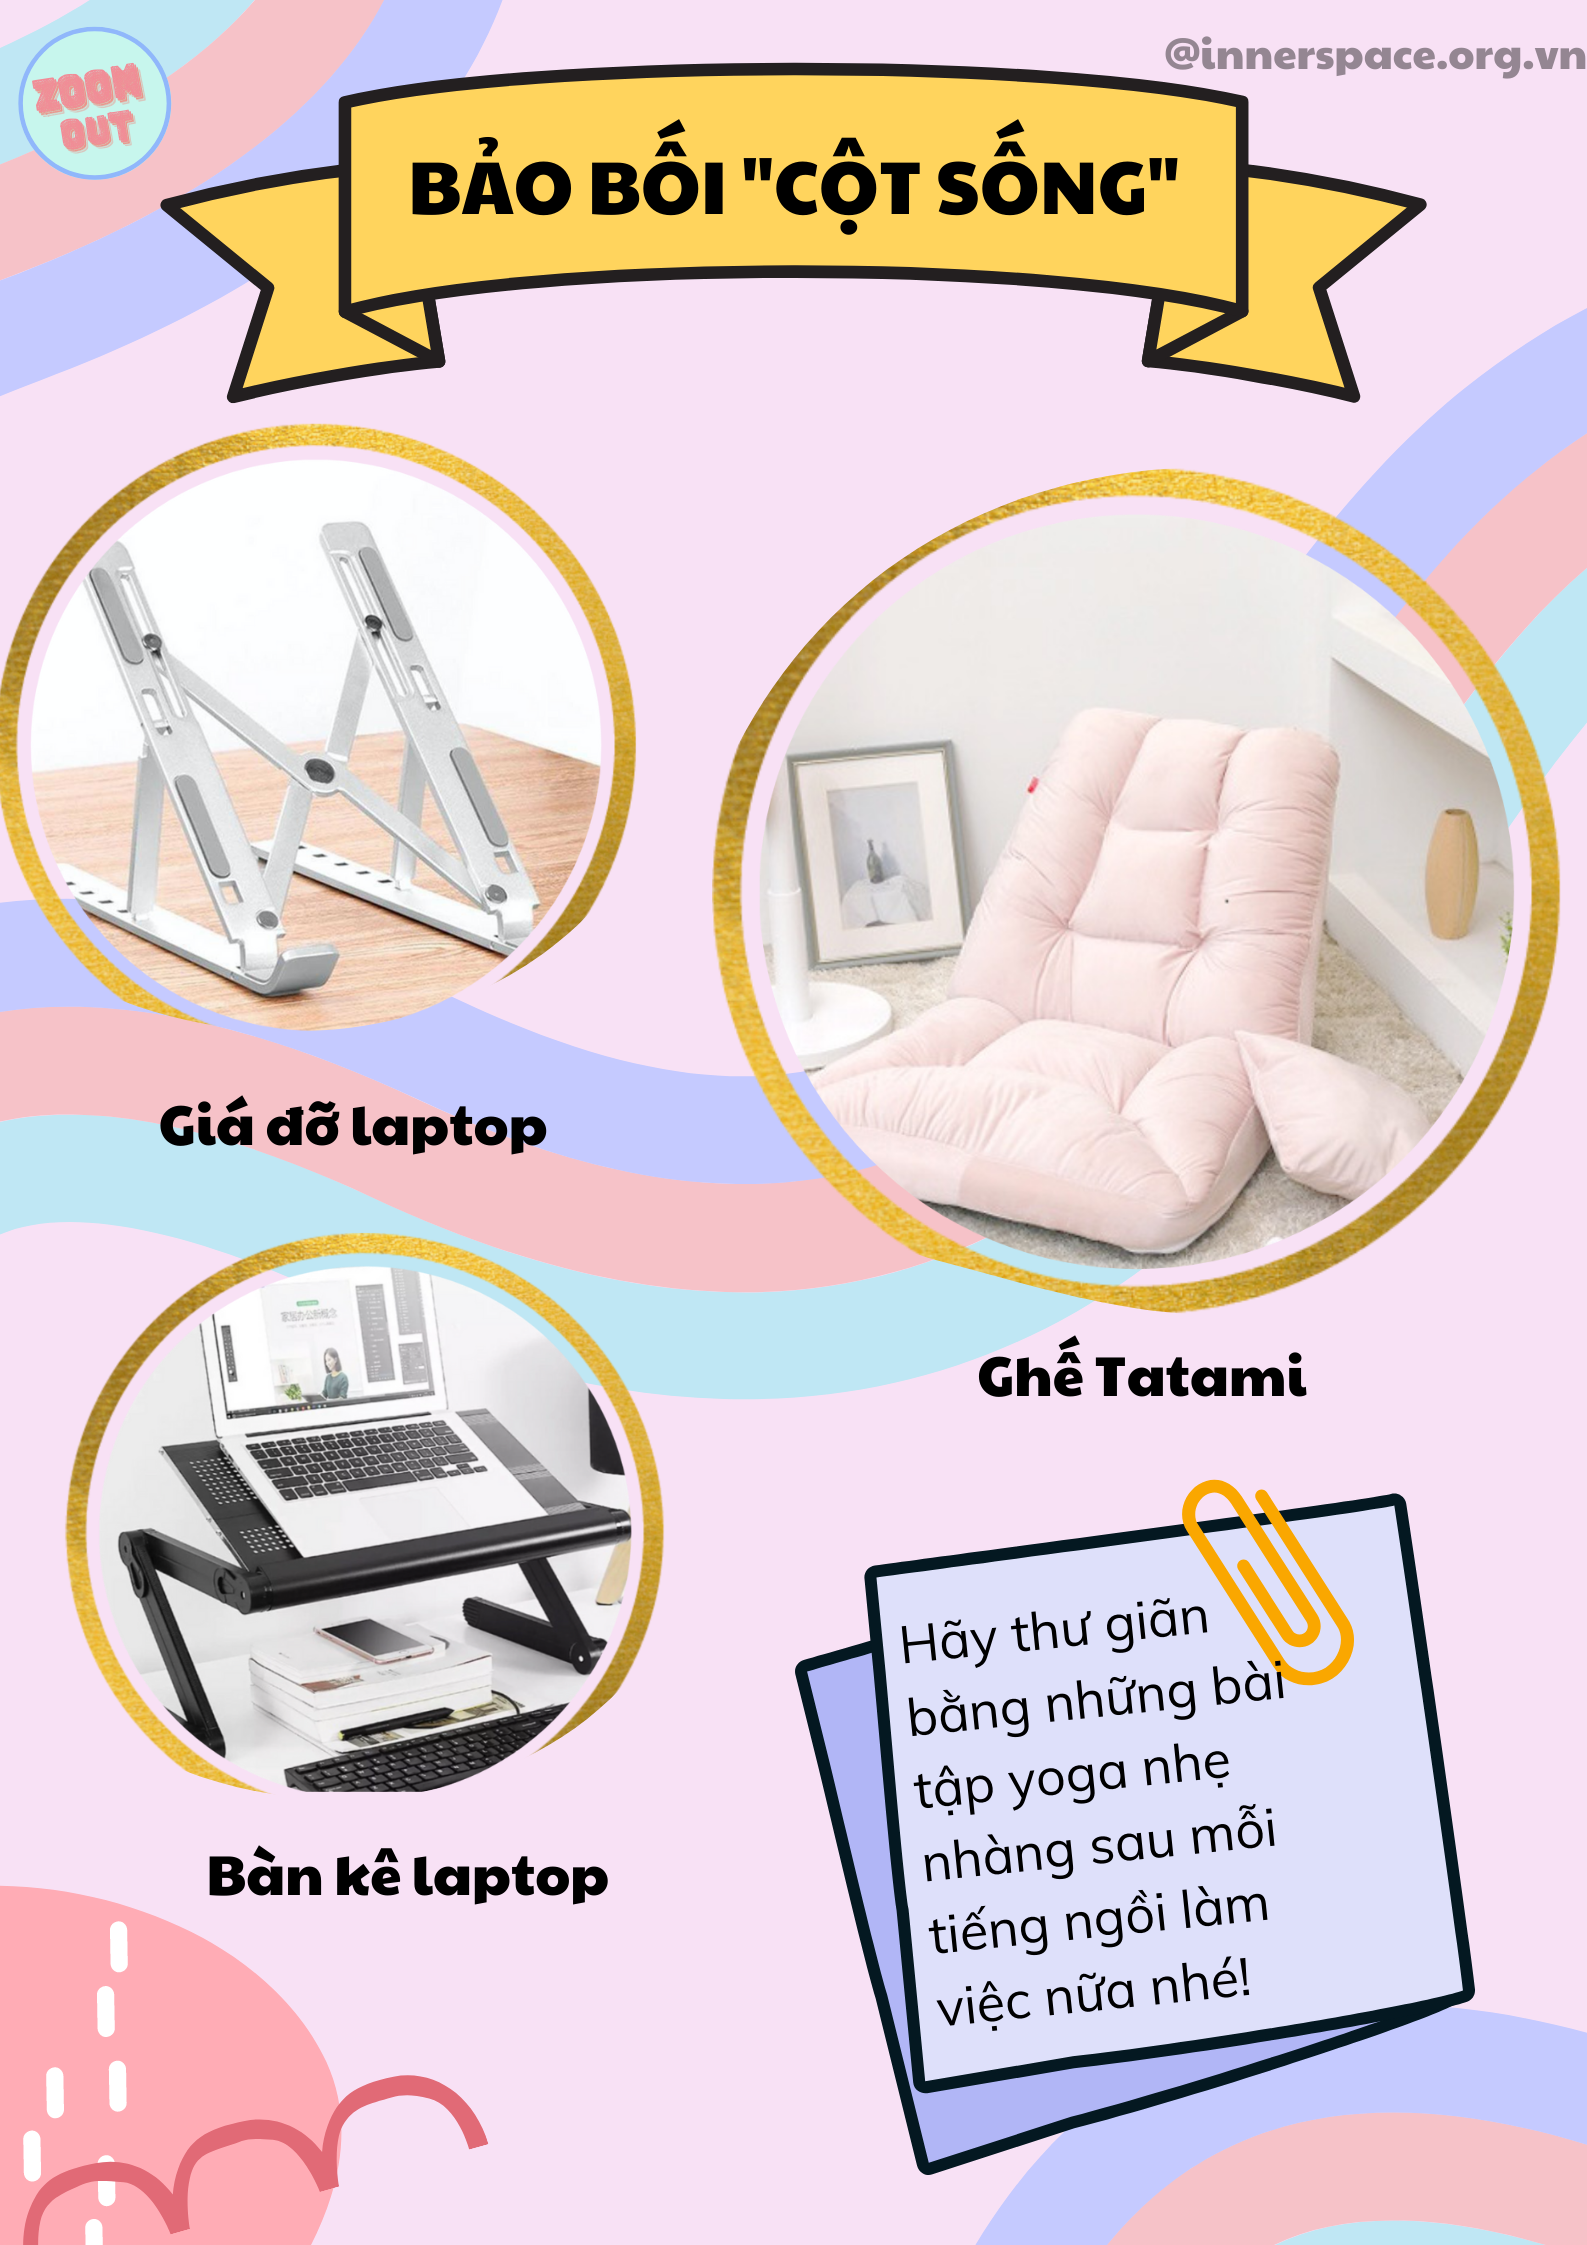 ZOOM
OUT
@innerspace.org.vn
BẢO BỐI "CỘT SỐNG"
Giá đỡ laptop
Ghế Tatami
Bàn kê laptop
Hãy thư giãn
bằng những bài
tập yoga nhẹ
nhàng sau mỗi
tiếng ngồi làm
việc nữa nhé!